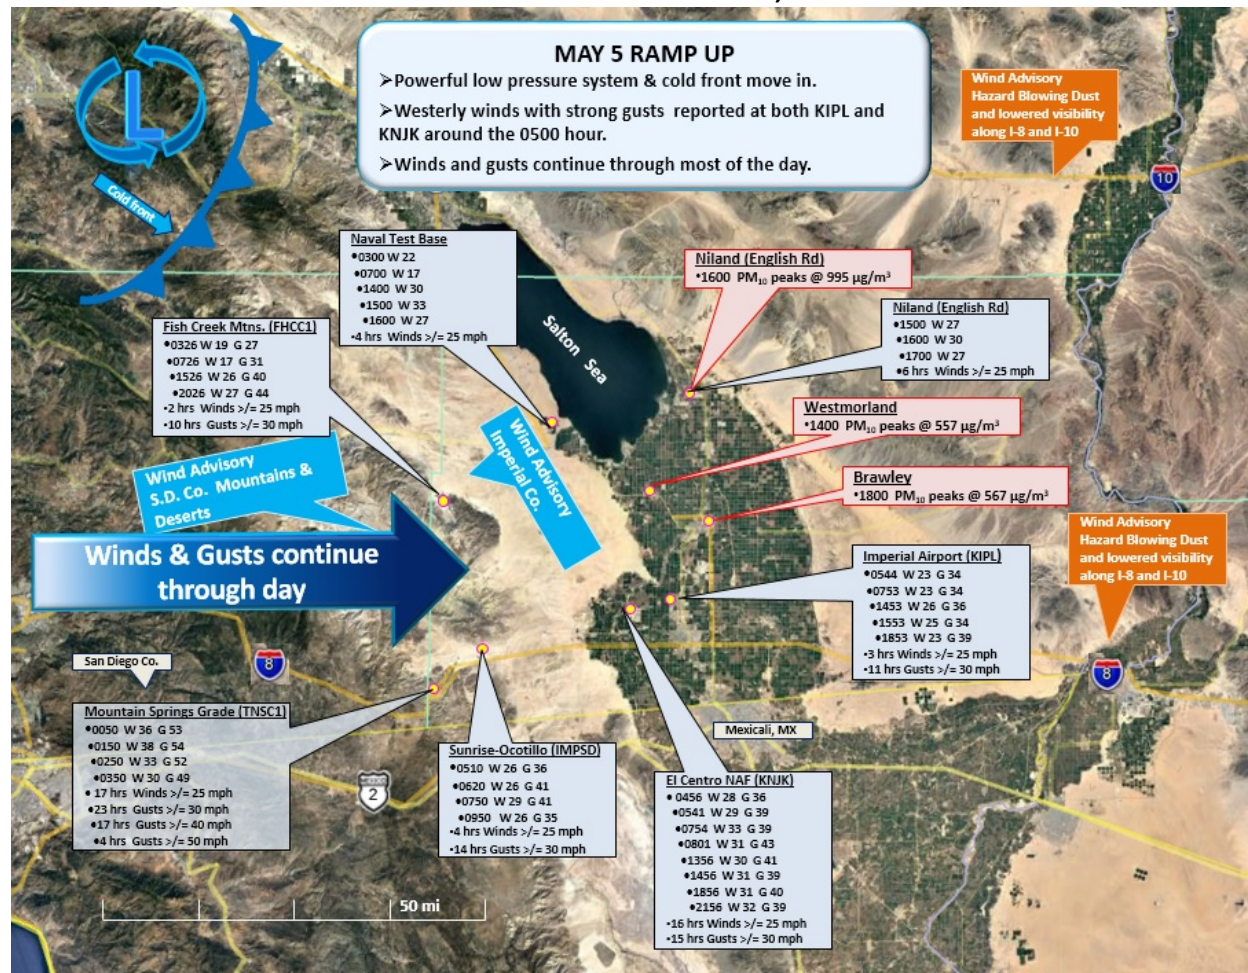 MAY 5 RAMP UP
➢Powerful low pressure system & cold front move in.
➢Westerly winds with strong gusts reported at both KIPL and
KNJK around the 0500 hour.
➢Winds and gusts continue through most of the day.
L
Cold front
Wind Advisory
Hazard Blowing Dust
and lowered visibility
along I-8 and I-10
10
Naval Test Base
•0300 W 22
•0700 W 17
•1400 W 30
•1500 W 33
•1600 W 27
•4 hrs Winds >/= 25 mph
Niland (English Rd)
•1600 PM₁₀ peaks @ 995 µg/m³
Niland (English Rd)
•1500 W 27
•1600 W 30
•1700 W 27
•6 hrs Winds >/= 25 mph
Salton Sea
Fish Creek Mtns. (FHCC1)
•0326 W 19 G 27
•0726 W 17 G 31
•1526 W 26 G 40
•2026 W 27 G 44
•2 hrs Winds >/= 25 mph
•10 hrs Gusts >/= 30 mph
Westmorland
•1400 PM₁₀ peaks @ 557 µg/m³
Wind Advisory
Imperial Co.
Wind Advisory
S.D. Co. Mountains &
Deserts
Brawley
•1800 PM₁₀ peaks @ 567 µg/m³
Winds & Gusts continue
through day
Wind Advisory
Hazard Blowing Dust
and lowered visibility
along I-8 and I-10
Imperial Airport (KIPL)
•0544 W 23 G 34
•0753 W 23 G 34
•1453 W 26 G 36
•1553 W 25 G 34
•1853 W 23 G 39
•3 hrs Winds >/= 25 mph
•11 hrs Gusts >/= 30 mph
San Diego Co.
8
8
Mountain Springs Grade (TNSC1)
•0050 W 36 G 53
•0150 W 38 G 54
•0250 W 33 G 52
•0350 W 30 G 49
• 17 hrs Winds >/= 25 mph
•23 hrs Gusts >/= 30 mph
•17 hrs Gusts >/= 40 mph
•4 hrs Gusts >/= 50 mph
MEXICO
2
Sunrise-Ocotillo (IMPSD)
•0510 W 26 G 36
•0620 W 26 G 41
•0750 W 29 G 41
•0950 W 26 G 35
•4 hrs Winds >/= 25 mph
•14 hrs Gusts >/= 30 mph
Mexicali, MX
El Centro NAF (KNJK)
• 0456 W 28 G 36
•0541 W 29 G 39
•0754 W 33 G 39
•0801 W 31 G 43
•1356 W 30 G 41
•1456 W 31 G 39
•1856 W 31 G 40
•2156 W 32 G 39
•16 hrs Winds >/= 25 mph
•15 hrs Gusts >/= 30 mph
50 mi